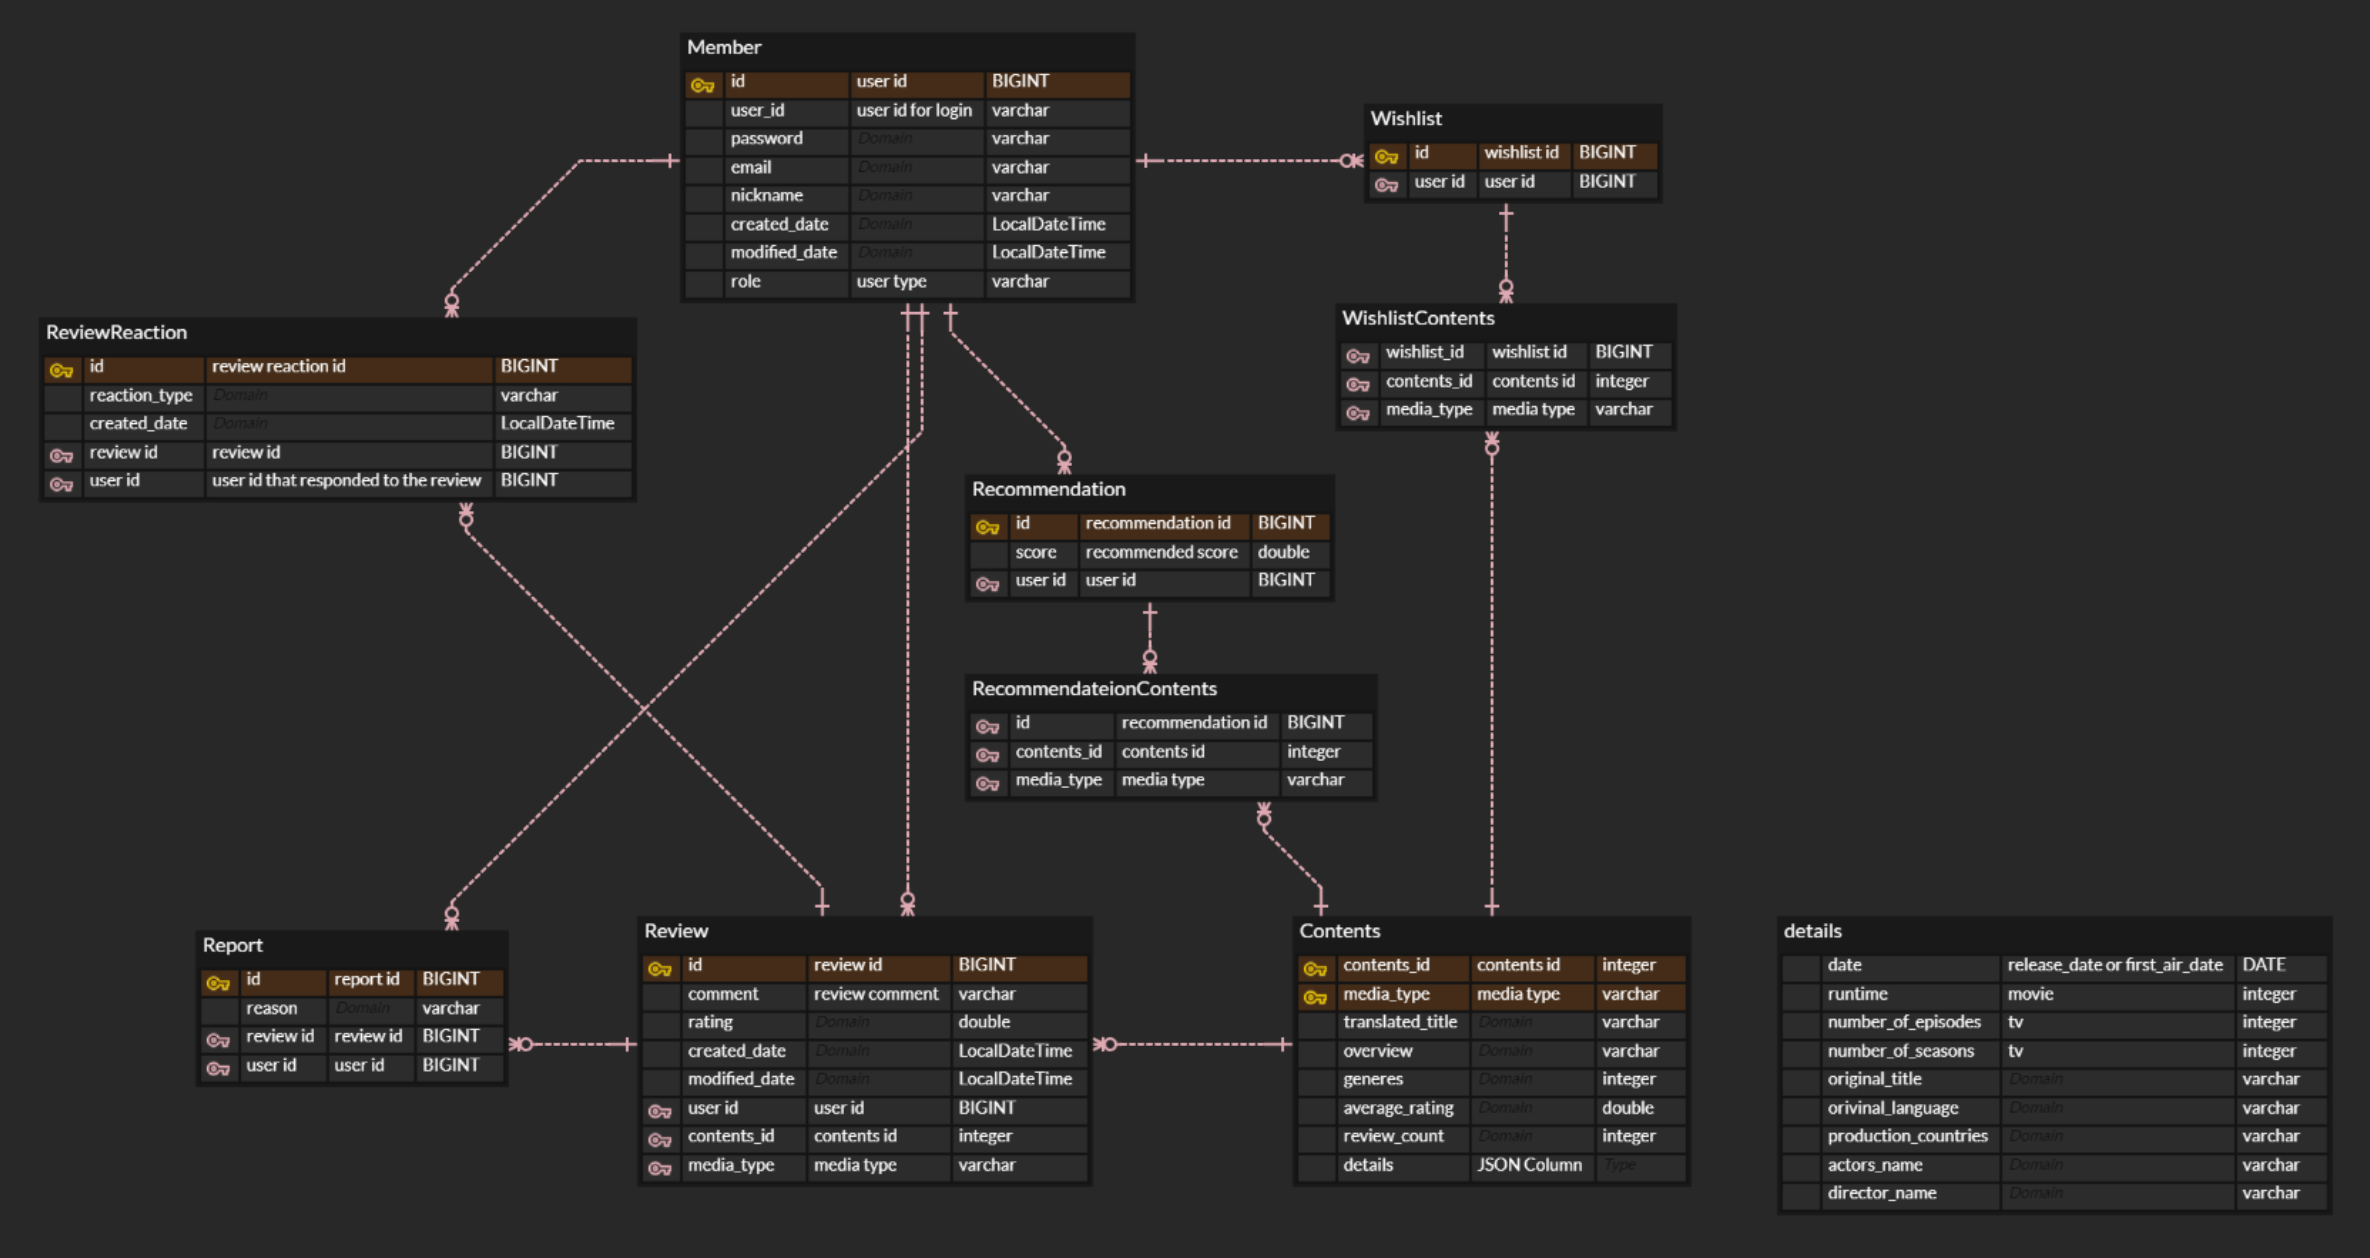 Member
id user id BIGINT
user_id user id for login varchar
password Domain varchar
email Domain varchar
nickname Domain varchar
created_date Domain LocalDateTime
modified_date Domain LocalDateTime
role user type varchar
Wishlist
id wishlist id BIGINT
user id user id BIGINT
ReviewReaction
id review reaction id BIGINT
reaction_type Domain varchar
created_date Domain LocalDateTime
review id review id BIGINT
user id user id that responded to the review BIGINT
WishlistContents
wishlist_id wishlist id BIGINT
contents_id contents id integer
media_type media type varchar
Recommendation
id recommendation id BIGINT
score recommended score double
user id user id BIGINT
RecommendateionContents
id recommendation id BIGINT
contents_id contents id integer
media_type media type varchar
Report
id report id BIGINT
reason Domain varchar
review id review id BIGINT
user id user id BIGINT
Review
id review id BIGINT
comment review comment varchar
rating Domain double
created_date Domain LocalDateTime
modified_date Domain LocalDateTime
user id user id BIGINT
contents_id contents id integer
media_type media type varchar
Contents
contents_id contents id integer
media_type media type varchar
translated_title Domain varchar
overview Domain varchar
generes Domain integer
average_rating Domain double
review_count Domain integer
details JSON Column Type
details
date release_date or first_air_date DATE
runtime movie integer
number_of_episodes tv integer
number_of_seasons tv integer
original_title Domain varchar
orivinal_language Domain varchar
production_countries Domain varchar
actors_name Domain varchar
director_name Domain varchar